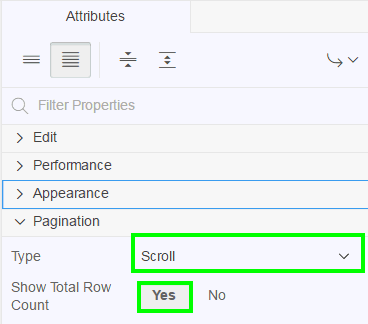 Attributes
Filter Properties
Edit
Performance
Appearance
Pagination
Type
Scroll
Show Total Row
Count
Yes
No